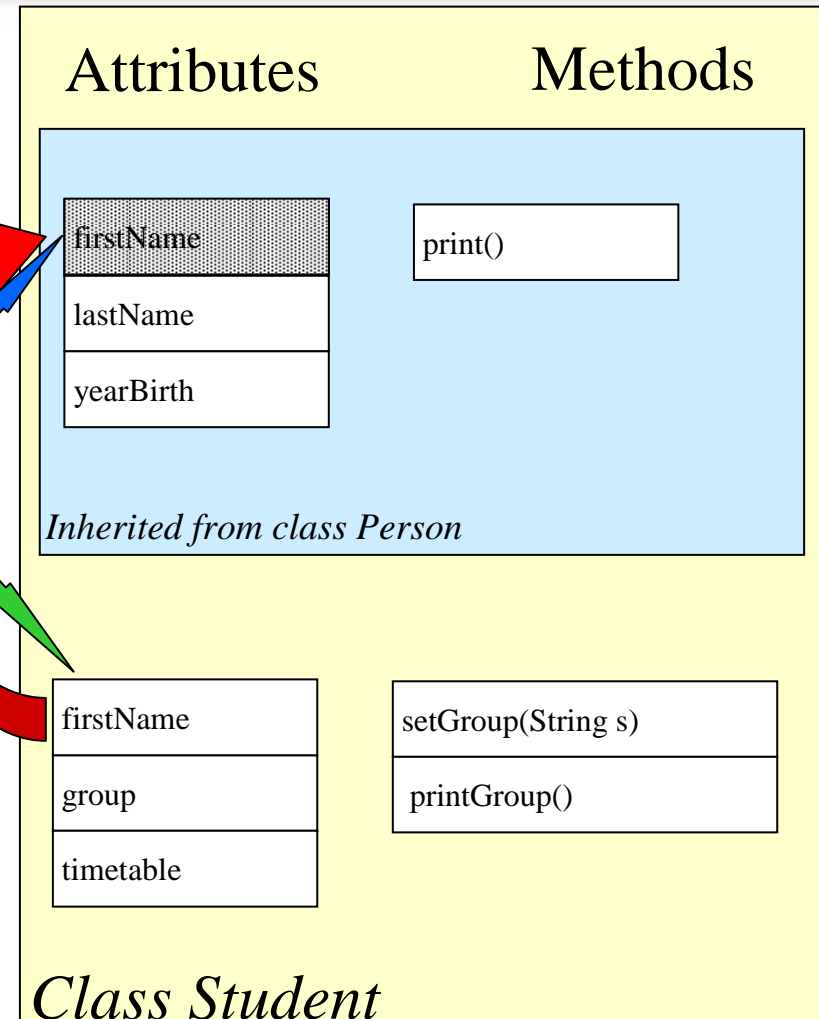 Attributes Methods
firstName
print()
lastName
yearBirth
Inherited from class Person
firstName
setGroup(String s)
group
printGroup()
timetable
Class Student